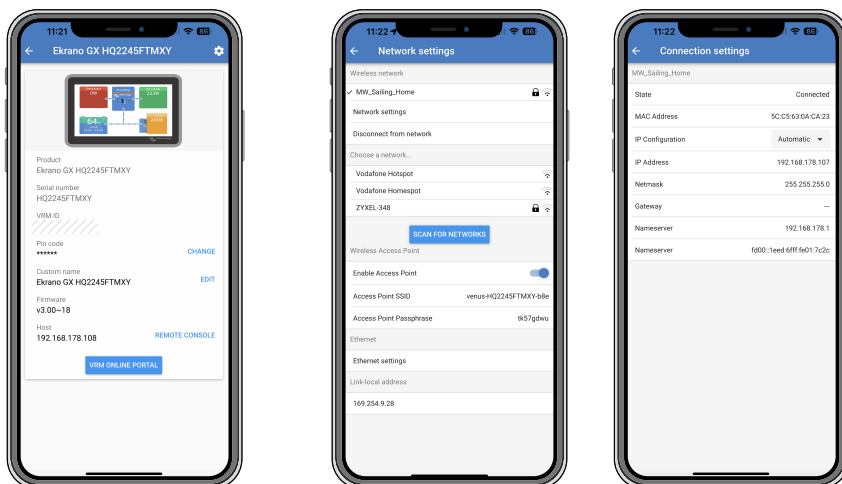 11:21
86
Ekrano GX HQ2245FTMXY
Product
Ekrano GX HQ2245FTMXY
Serial number
HQ2245FTMXY
VRM ID
Pin code
****** CHANGE
Custom name
Ekrano GX HQ2245FTMXY EDIT
Firmware
v3.00~18
Host
192.168.178.108 REMOTE CONSOLE
VRM ONLINE PORTAL
11:22
86
Network settings
Wireless network
MW_Sailing_Home
Network settings
Disconnect from network
Choose a network...
Vodafone Hotspot
Vodafone Homespot
ZYXEL-348
SCAN FOR NETWORKS
Wireless Access Point
Enable Access Point
Access Point SSID venus-HQ2245FTMXY-b8e
Access Point Passphrase tk57gdwu
Ethernet
Ethernet settings
Link-local address
169.254.9.28
11:22
86
Connection settings
MW_Sailing_Home
State Connected
MAC Address 5C:C5:63:0A:CA:23
IP Configuration Automatic
IP Address 192.168.178.107
Netmask 255.255.255.0
Gateway ---
Nameserver 192.168.178.1
Nameserver fd00::1eed:6fff:fe01:7c2c